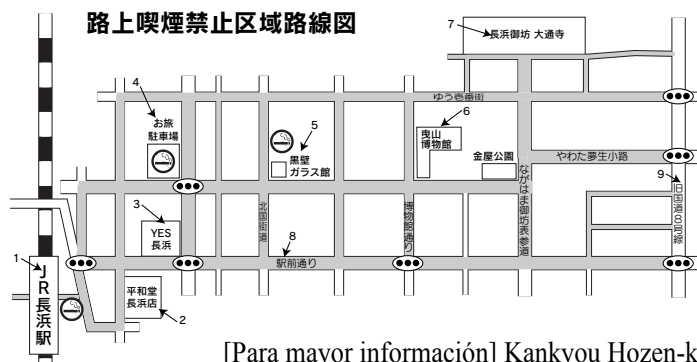 路上喫煙禁止区域路線図
7
長浜御坊 大通寺
4
お旅
駐車場
ゆう壱番街
5
黒壁
ガラス館
6
曳山
博物館
金屋公園
やわた夢生小路
9
旧国道8号線
3
YES
長浜
北国街道
8
駅前通り
博物館通り
ながはま御坊表参道
1
JR長浜駅
平和堂
長浜店
2
[Para mayor información] Kankyou Hozen-k